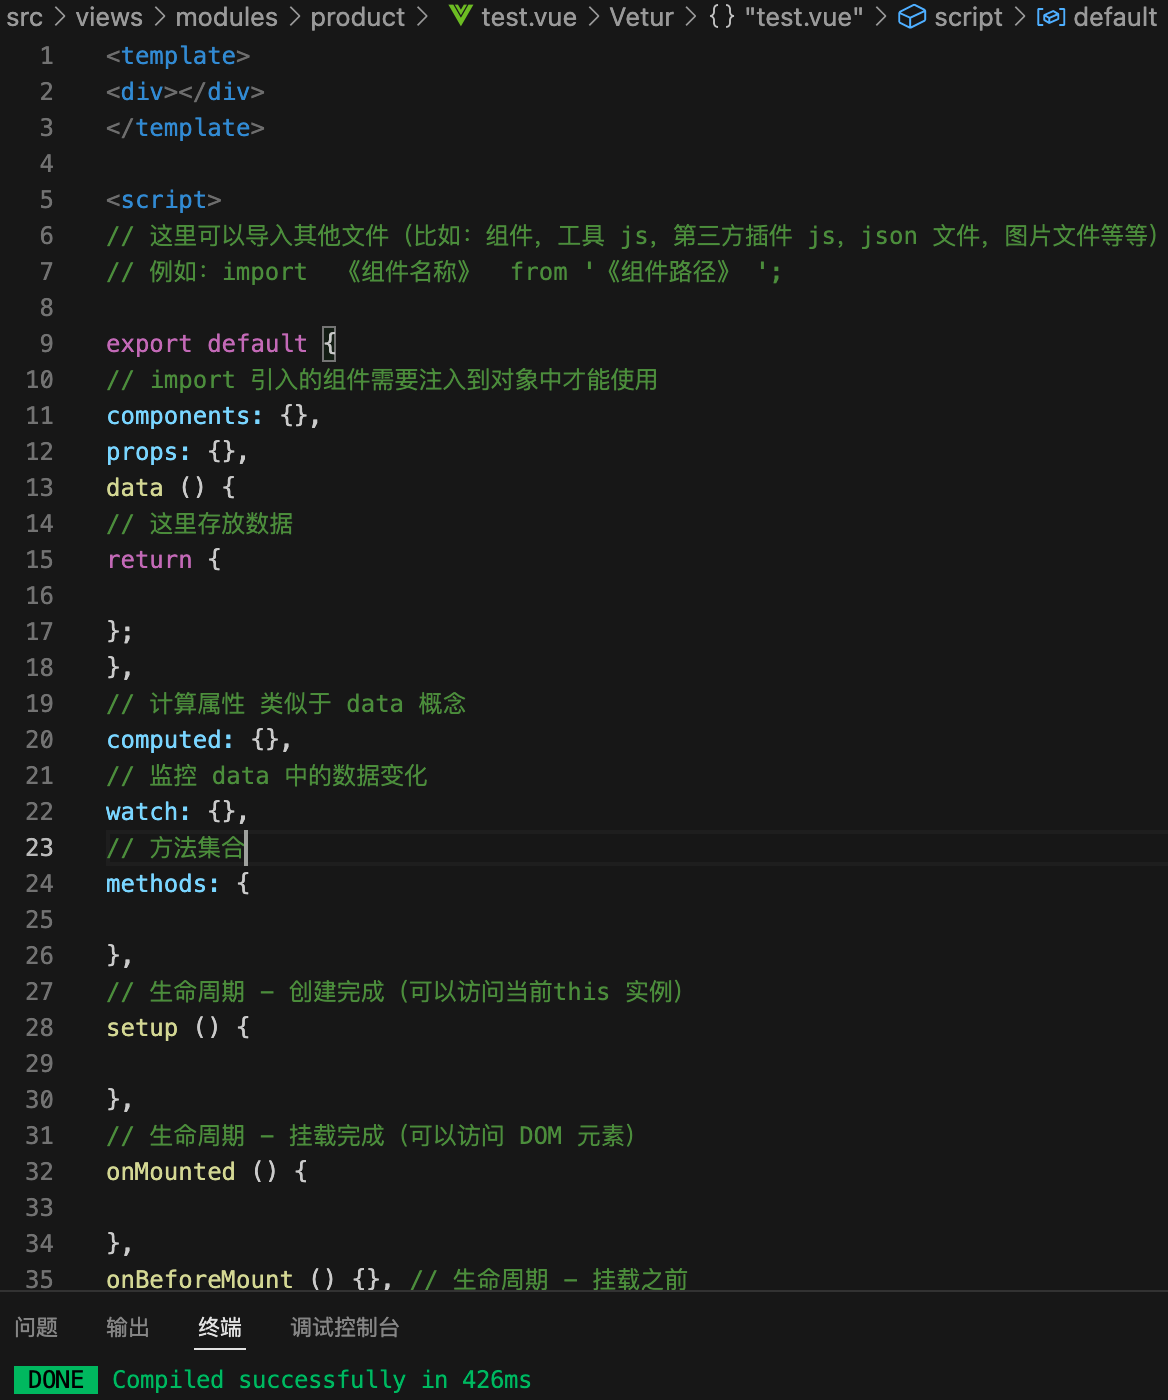 src > views > modules > product > test.vue > Vetur > {} "test.vue" > script > default
1 <template>
2 <div></div>
3 </template>
4
5 <script>
6 // 这里可以导入其他文件（比如：组件，工具 js，第三方插件 js，json 文件，图片文件等等）
7 // 例如：import 《组件名称》 from '《组件路径》 ';
8
9 export default {
10 // import 引入的组件需要注入到对象中才能使用
11 components: {},
12 props: {},
13 data () {
14 // 这里存放数据
15 return {
16
17 };
18 },
19 // 计算属性 类似于 data 概念
20 computed: {},
21 // 监控 data 中的数据变化
22 watch: {},
23 // 方法集合
24 methods: {
25
26 },
27 // 生命周期 - 创建完成（可以访问当前this 实例）
28 setup () {
29
30 },
31 // 生命周期 - 挂载完成（可以访问 DOM 元素）
32 onMounted () {
33
34 },
35 onBeforeMount () {}, // 生命周期 - 挂载之前
问题 输出 终端 调试控制台
DONE Compiled successfully in 426ms